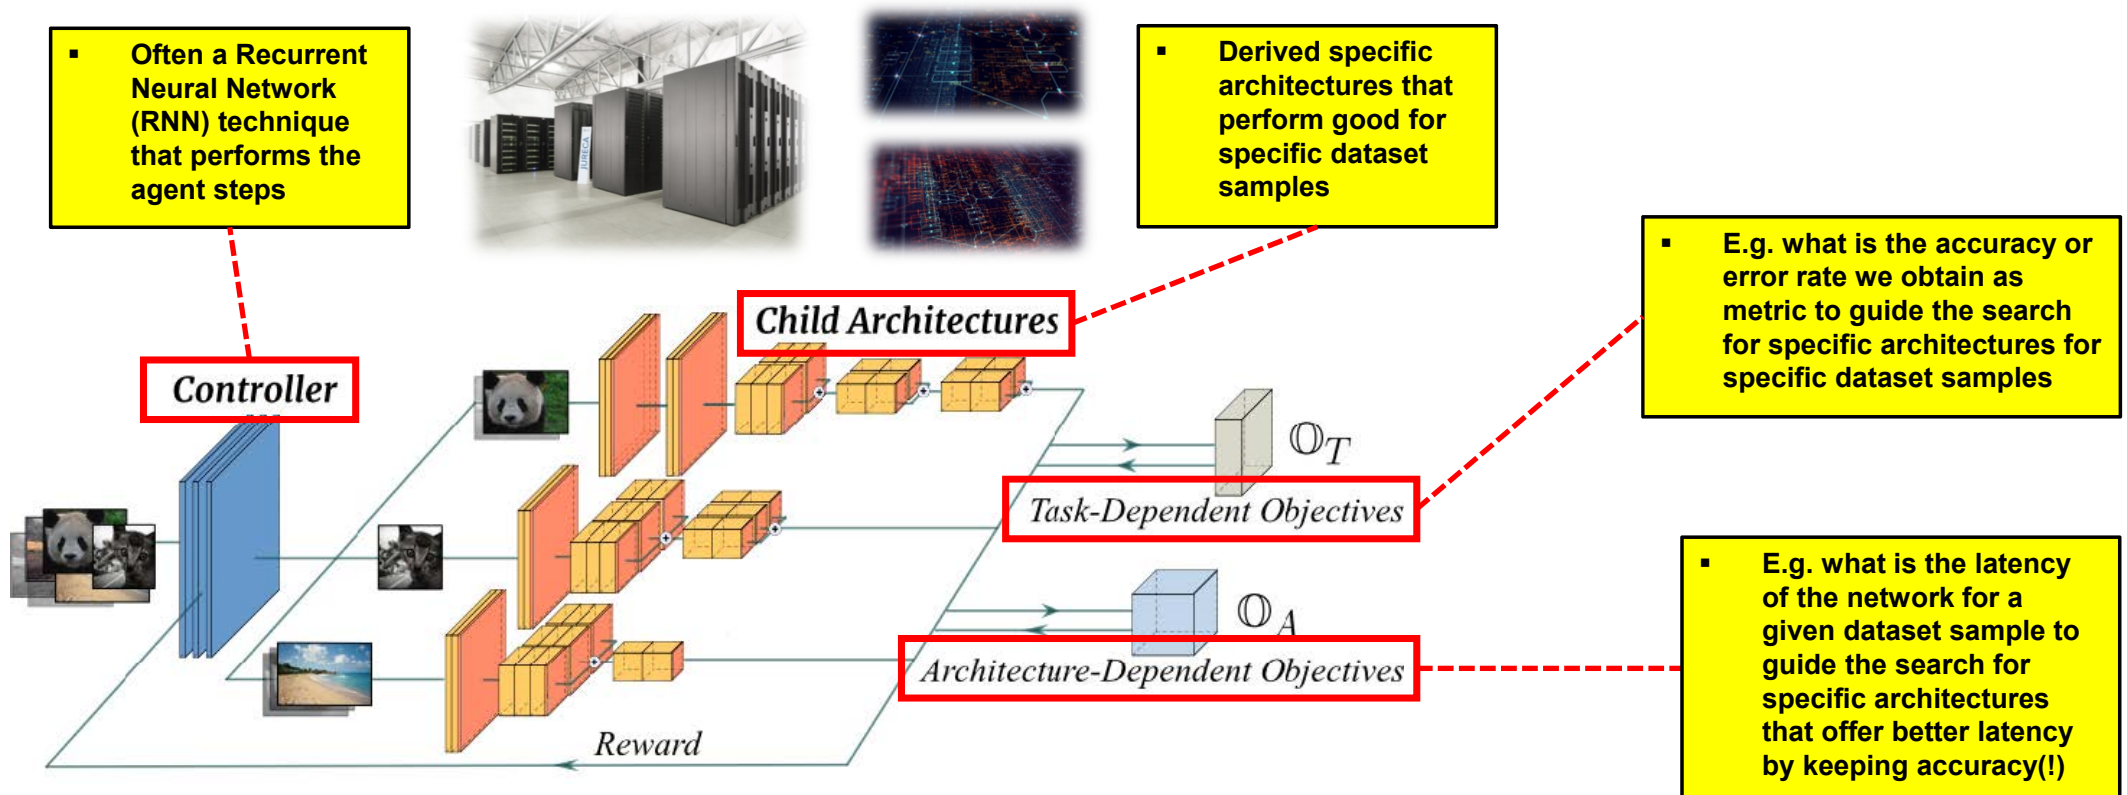 ▪ Often a Recurrent
Neural Network
(RNN) technique
that performs the
agent steps
JURECA
▪ Derived specific
architectures that
perform good for
specific dataset
samples
▪ E.g. what is the accuracy or
error rate we obtain as
metric to guide the search
for specific architectures for
specific dataset samples
Child Architectures
Controller
𝕆T
Task-Dependent Objectives
▪ E.g. what is the latency
of the network for a
given dataset sample to
guide the search for
specific architectures
that offer better latency
by keeping accuracy(!)
𝕆A
Architecture-Dependent Objectives
Reward